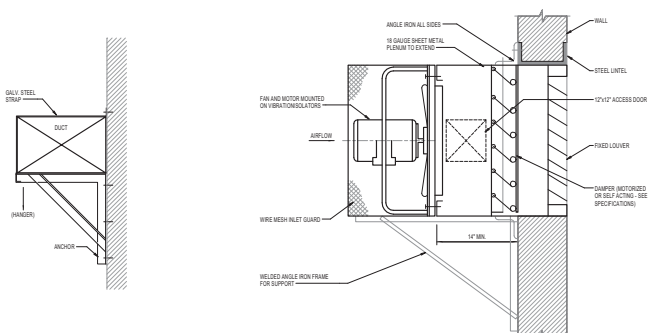 GALV. STEEL
STRAP
DUCT
(HANGER)
ANCHOR
ANGLE IRON ALL SIDES
16 GAUGE SHEET METAL
PLENUM TO EXTEND
FAN AND MOTOR MOUNTED
ON VIBRATION ISOLATORS
AIRFLOW
WIRE MESH INLET GUARD
WELDED ANGLE IRON FRAME
FOR SUPPORT
14" MIN.
WALL
STEEL LINTEL
12"x12" ACCESS DOOR
FIXED LOUVER
DAMPER (MOTORIZED
OR SELF ACTING - SEE
SPECIFICATIONS)